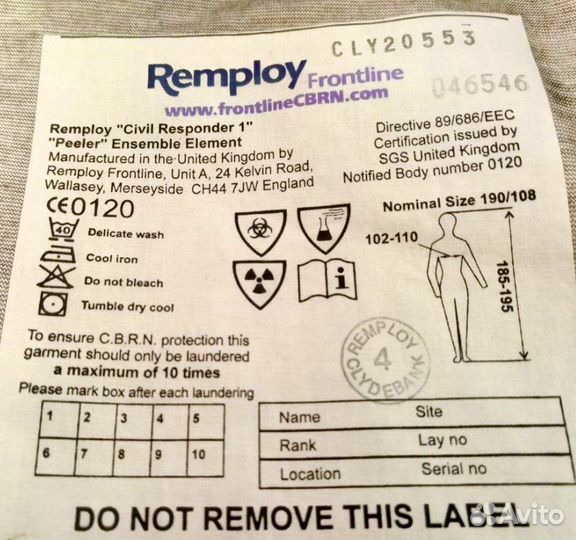 CLY20553
046546
Remploy Frontline
www.frontlineCBRN.com
Remploy "Civil Responder 1"
"Peeler" Ensemble Element
Manufactured in the United Kingdom by
Remploy Frontline, Unit A, 24 Kelvin Road,
Wallasey, Merseyside CH44 7JW England
Directive 89/686/EEC
Certification issued by
SGS United Kingdom
Notified Body number 0120
CE0120
40
Delicate wash
Cool iron
Do not bleach
Tumble dry cool
i
Nominal Size 190/108
102-110
185-195
To ensure C.B.R.N. protection this
garment should only be laundered
a maximum of 10 times
Please mark box after each laundering
1 2 3 4 5
6 7 8 9 10
REMPLOY
4
CLYDEBANK
Name Site
Rank Lay no
Location Serial no
DO NOT REMOVE THIS LABEL
Avito